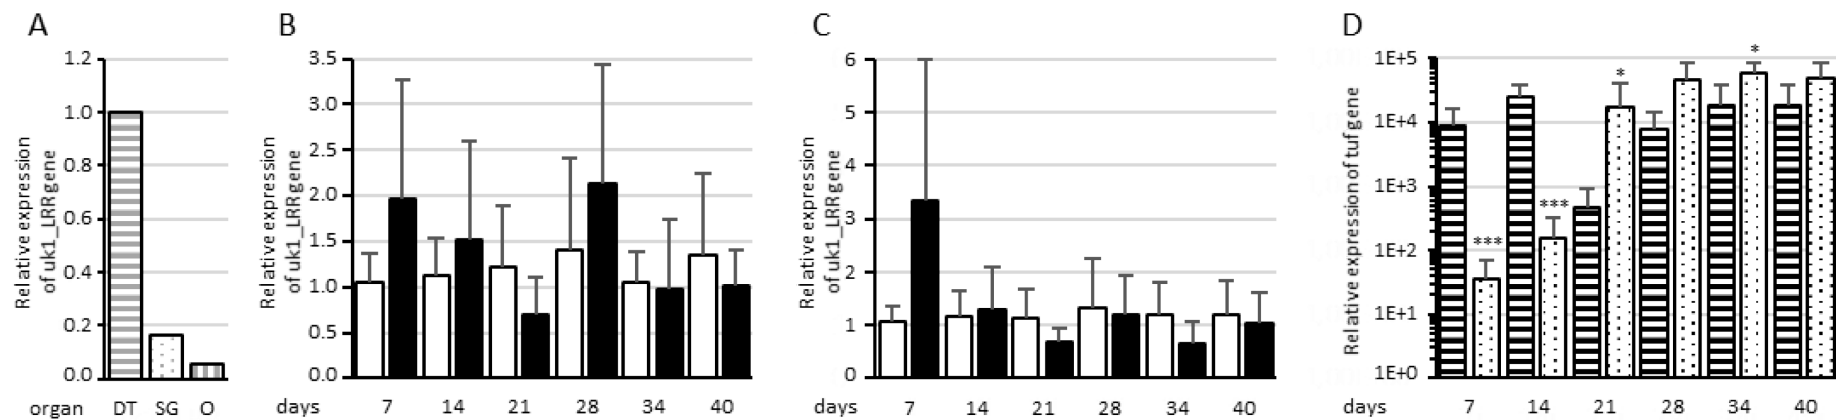 A
Relative expression
of uk1_LRR gene
1.2
1.0
0.8
0.6
0.4
0.2
0.0
organ DT SG O
B
Relative expression
of uk1_LRR gene
3.5
3.0
2.5
2.0
1.5
1.0
0.5
0.0
days 7 14 21 28 34 40
C
Relative expression
of uk1_LRR gene
6
5
4
3
2
1
0
days 7 14 21 28 34 40
D
Relative expression of tuf gene
1E+5
1E+4
1E+3
1E+2
1E+1
1E+0
***
***
*
*
days 7 14 21 28 34 40